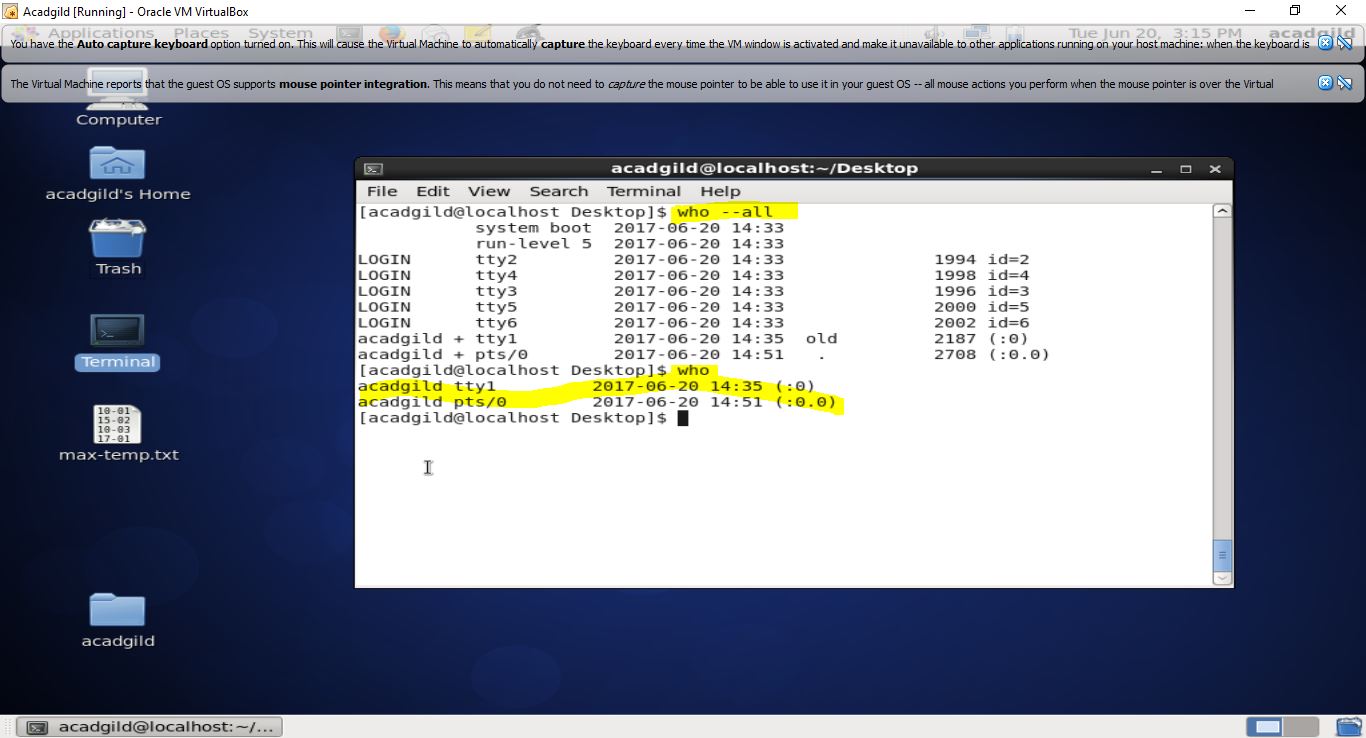 Acadgild [Running] - Oracle VM VirtualBox
Applications Places System
Tue Jun 20, 3:15 PM acadgild
You have the Auto capture keyboard option turned on. This will cause the Virtual Machine to automatically capture the keyboard every time the VM window is activated and make it unavailable to other applications running on your host machine: when the keyboard is
The Virtual Machine reports that the guest OS supports mouse pointer integration. This means that you do not need to capture the mouse pointer to be able to use it in your guest OS -- all mouse actions you perform when the mouse pointer is over the Virtual
Computer
acadgild's Home
Trash
Terminal
10-01
15-02
10-03
17-01
max-temp.txt
acadgild
acadgild@localhost:~/Desktop
File Edit View Search Terminal Help
[acadgild@localhost Desktop]$ who --all
system boot 2017-06-20 14:33
run-level 5 2017-06-20 14:33
LOGIN tty2 2017-06-20 14:33 1994 id=2
LOGIN tty4 2017-06-20 14:33 1998 id=4
LOGIN tty3 2017-06-20 14:33 1996 id=3
LOGIN tty5 2017-06-20 14:33 2000 id=5
LOGIN tty6 2017-06-20 14:33 2002 id=6
acadgild + tty1 2017-06-20 14:35 old 2187 (:0)
acadgild + pts/0 2017-06-20 14:51 . 2708 (:0.0)
[acadgild@localhost Desktop]$ who
acadgild tty1 2017-06-20 14:35 (:0)
acadgild pts/0 2017-06-20 14:51 (:0.0)
[acadgild@localhost Desktop]$
acadgild@localhost:~/...